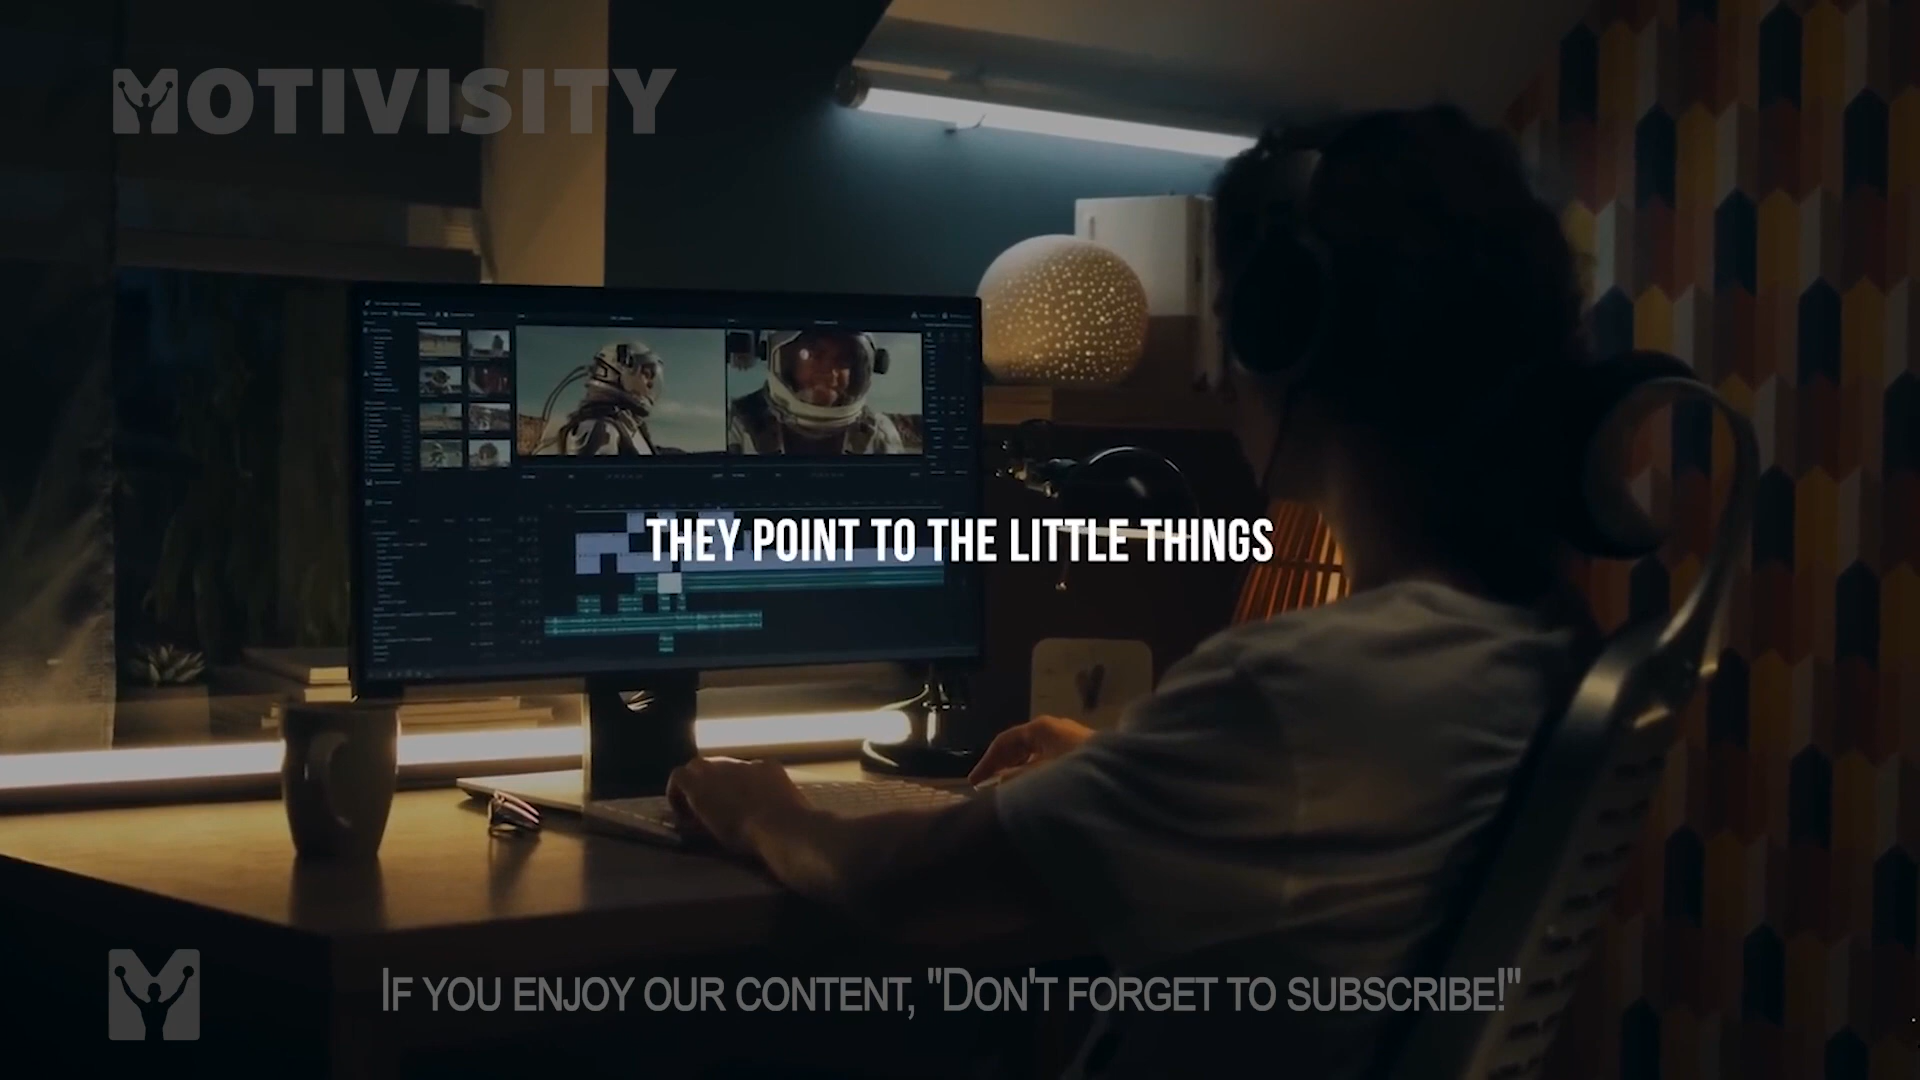 MOTIVISITY
THEY POINT TO THE LITTLE THINGS
IF YOU ENJOY OUR CONTENT, "DON'T FORGET TO SUBSCRIBE!"